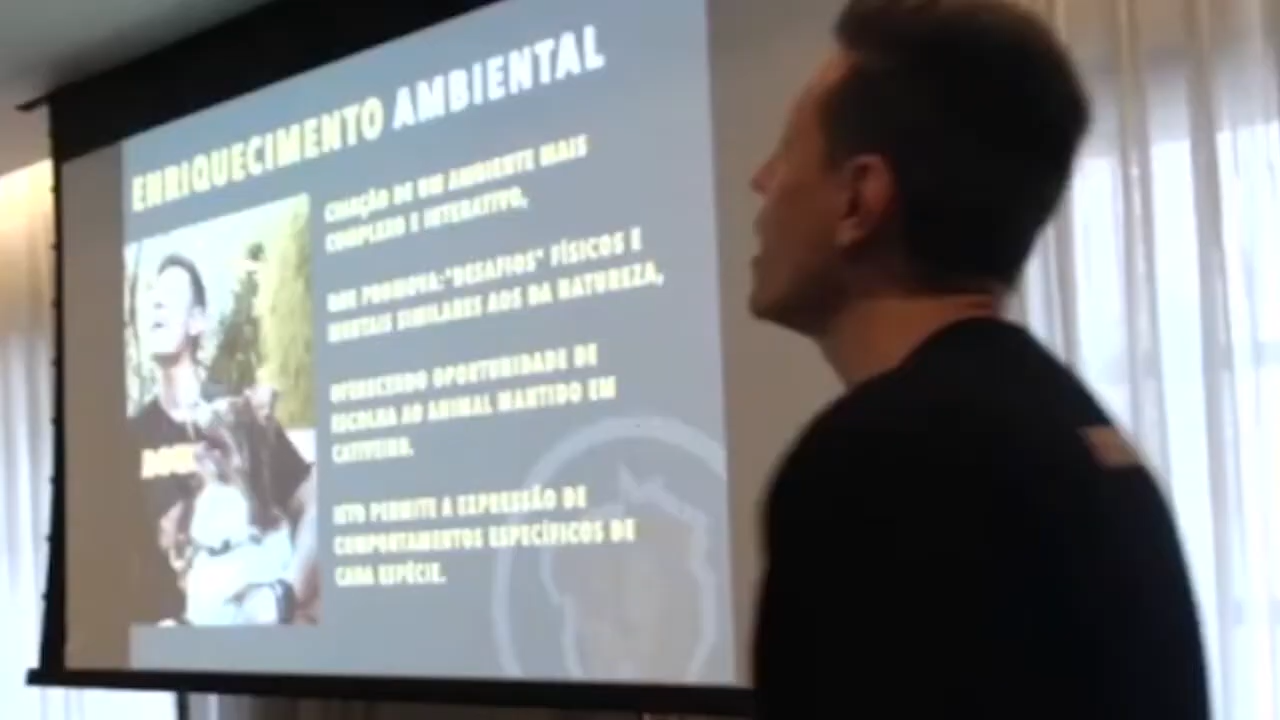 ENRIQUECIMENTO AMBIENTAL
CRIAÇÃO DE UM AMBIENTE MAIS
COMPLEXO E INTERATIVO,
QUE PROMOVA: "DESAFIOS" FÍSICOS E
MENTAIS SIMILARES AOS DA NATUREZA,
OFERECENDO OPORTUNIDADE DE
ESCOLHA AO ANIMAL MANTIDO EM
CATIVEIRO.
ISTO PERMITE A EXPRESSÃO DE
COMPORTAMENTOS ESPECÍFICOS DE
CADA ESPÉCIE.